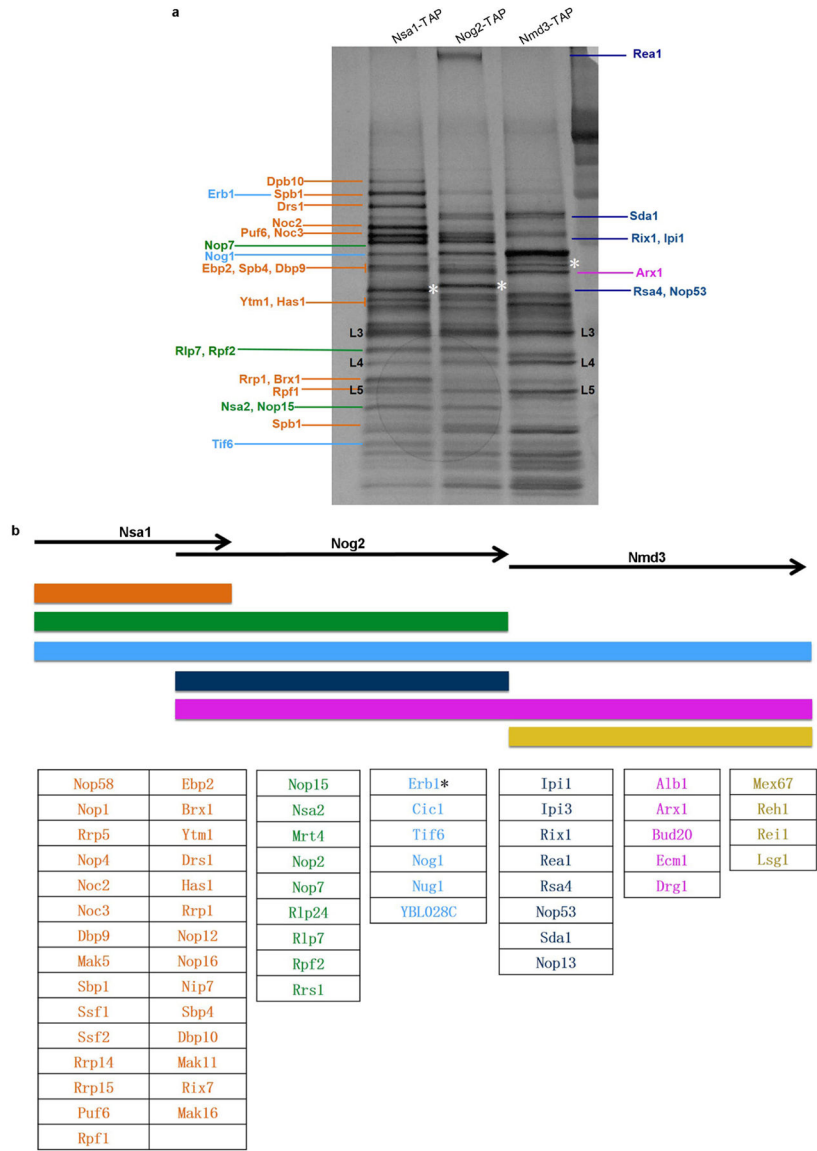 a
Nsa1-TAP Nog2-TAP Nmd3-TAP
Rea1
Dpb10
Erb1 Spb1
Drs1
Sda1
Noc2
Puf6, Noc3
Rix1, Ipi1
Nop7
Nog1
*
Ebp2, Spb4, Dbp9
Arx1
* *
Rsa4, Nop53
Ytm1, Has1
L3 L3
Rlp7, Rpf2
L4 L4
Rrp1, Brx1
Rpf1 L5 L5
Nsa2, Nop15
Spb1
Tif6
b
Nsa1
Nog2
Nmd3
Nop58 Ebp2 Nop15 Erb1* Ipi1 Alb1 Mex67
Nop1 Brx1 Nsa2 Cic1 Ipi3 Arx1 Reh1
Rrp5 Ytm1 Mrt4 Tif6 Rix1 Bud20 Rei1
Nop4 Drs1 Nop2 Nog1 Rea1 Ecm1 Lsg1
Noc2 Has1 Nop7 Nug1 Rsa4 Drg1
Noc3 Rrp1 Rlp24 YBL028C Nop53
Dbp9 Nop12 Rlp7 Sda1
Mak5 Nop16 Rpf2 Nop13
Sbp1 Nip7 Rrs1
Ssf1 Sbp4
Ssf2 Dbp10
Rrp14 Mak11
Rrp15 Rix7
Puf6 Mak16
Rpf1